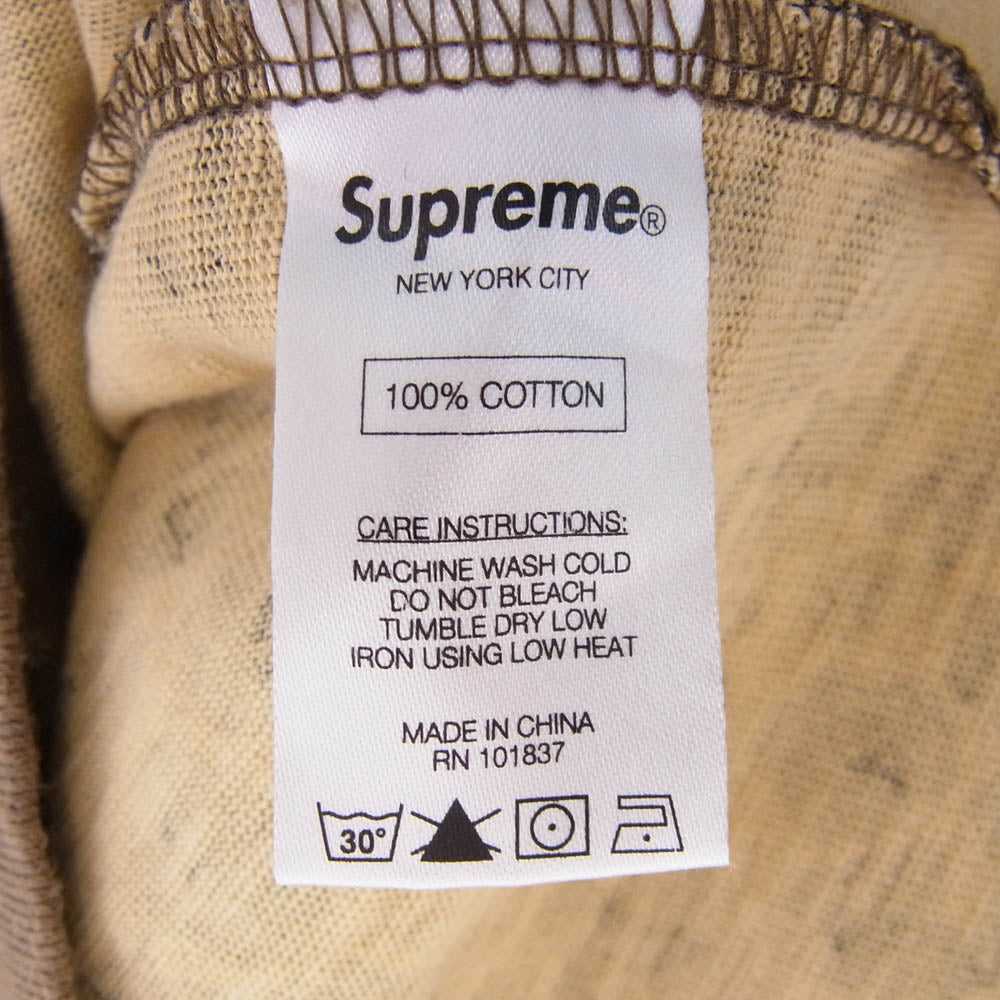 Supreme®
NEW YORK CITY
100% COTTON
CARE INSTRUCTIONS:
MACHINE WASH COLD
DO NOT BLEACH
TUMBLE DRY LOW
IRON USING LOW HEAT
MADE IN CHINA
RN 101837
30°